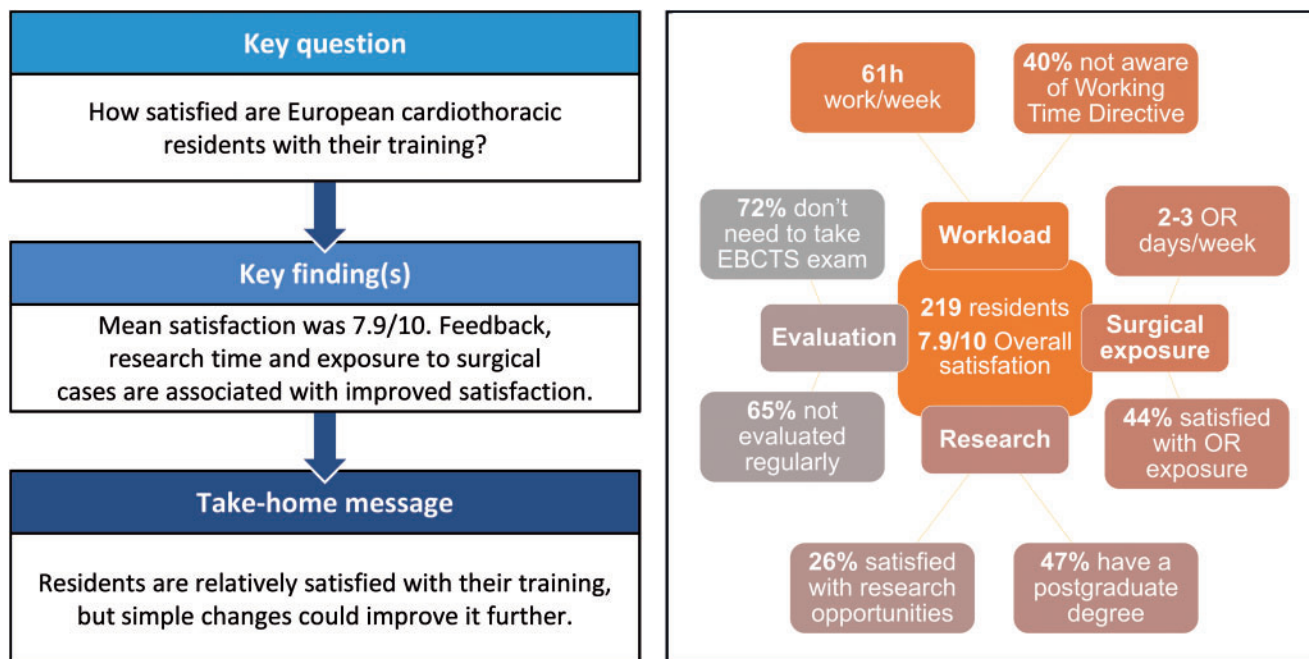 Key question
How satisfied are European cardiothoracic
residents with their training?
Key finding(s)
Mean satisfaction was 7.9/10. Feedback,
research time and exposure to surgical
cases are associated with improved satisfaction.
Take-home message
Residents are relatively satisfied with their training,
but simple changes could improve it further.
61h
work/week
40% not aware
of Working
Time Directive
72% don't
need to take
EBCTS exam
Workload
2-3 OR
days/week
Evaluation
219 residents
7.9/10 Overall
satisfation
Surgical
exposure
65% not
evaluated
regularly
Research
44% satisfied
with OR
exposure
26% satisfied
with research
opportunities
47% have a
postgraduate
degree